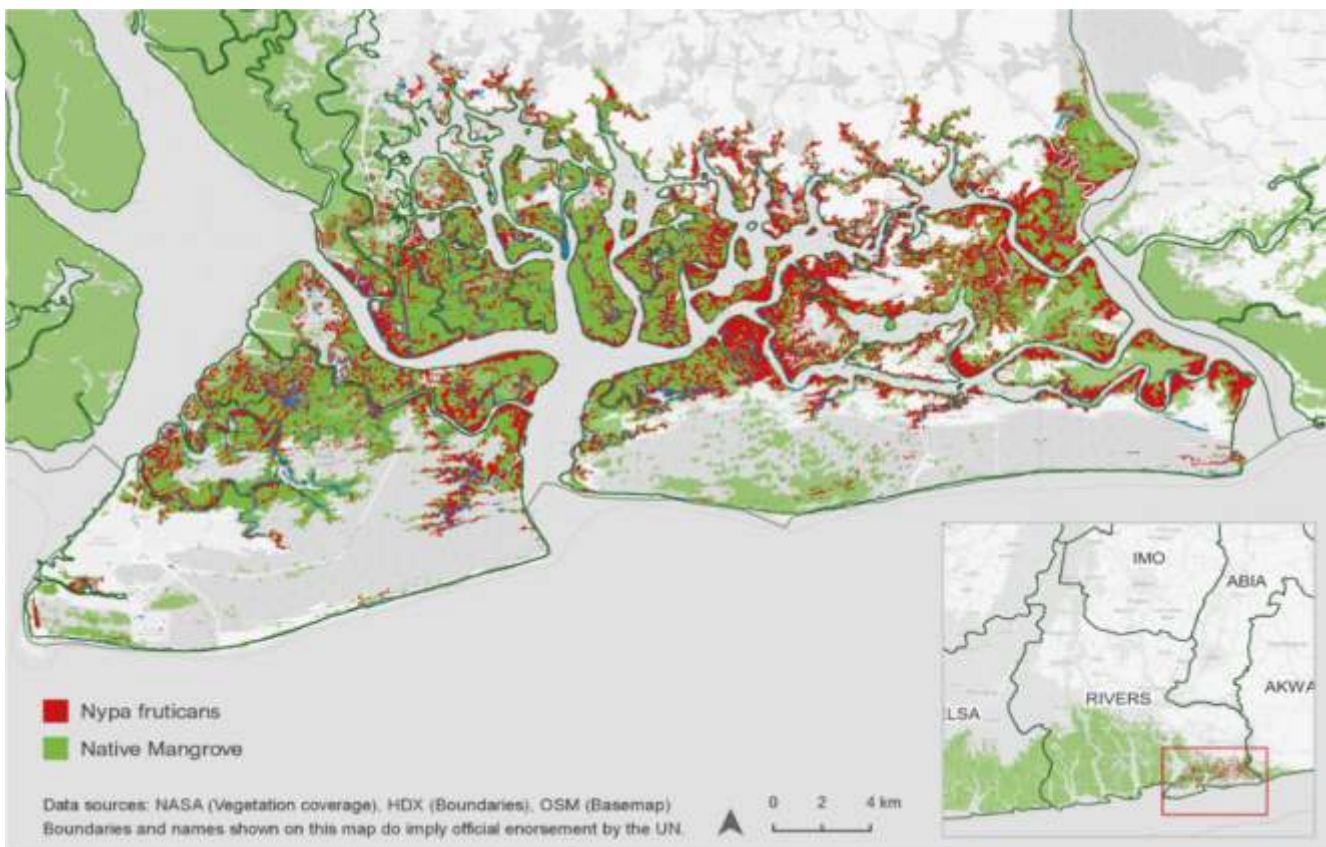 Nypa fruticans
Native Mangrove
Data sources: NASA (Vegetation coverage), HDX (Boundaries), OSM (Basemap)
Boundaries and names shown on this map do imply official enorsement by the UN.
0 2 4 km
IMO
ABIA
RIVERS
AKWA
ELSA